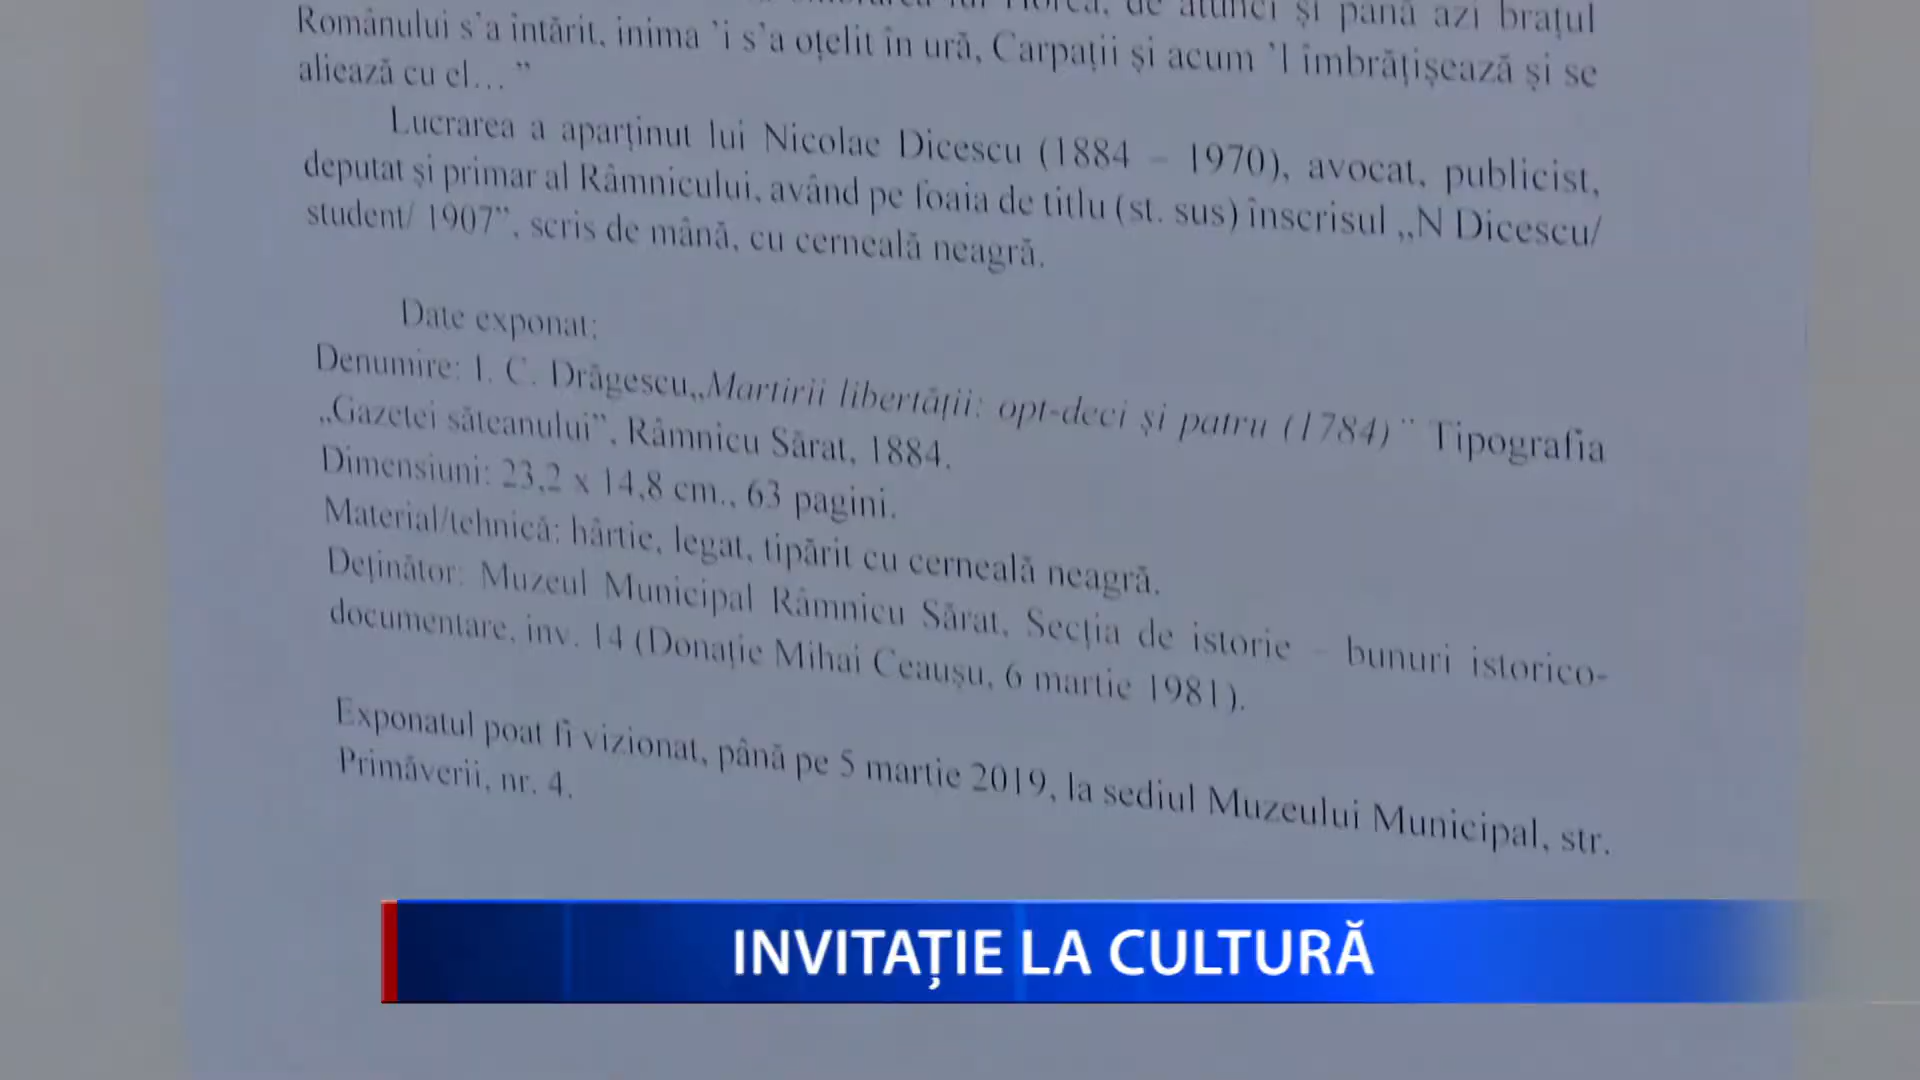 de atunci și până azi brațul
Românului s'a întărit, inima 'i s'a oțelit în ură, Carpații și acum 'l îmbrățișează și se
aliează cu el…”
Lucrarea a aparținut lui Nicolae Dicescu (1884 – 1970), avocat, publicist,
deputat și primar al Râmnicului, având pe foaia de titlu (st. sus) înscrisul „N Dicescu/
student/ 1907”, scris de mână, cu cerneală neagră.
Date exponat:
Denumire: I. C. Drăgescu„Martirii libertății: opt-deci și patru (1784)¨ Tipografia
„Gazetei săteanului”, Râmnicu Sărat, 1884.
Dimensiuni: 23,2 x 14,8 cm., 63 pagini.
Material/tehnică: hârtie, legat, tipărit cu cerneală neagră.
Deținător: Muzeul Municipal Râmnicu Sărat, Secția de istorie – bunuri istorico-
documentare, inv. 14 (Donație Mihai Ceaușu, 6 martie 1981).
Exponatul poat fi vizionat, până pe 5 martie 2019, la sediul Muzeului Municipal, str.
Primăverii, nr. 4.
INVITAȚIE LA CULTURĂ